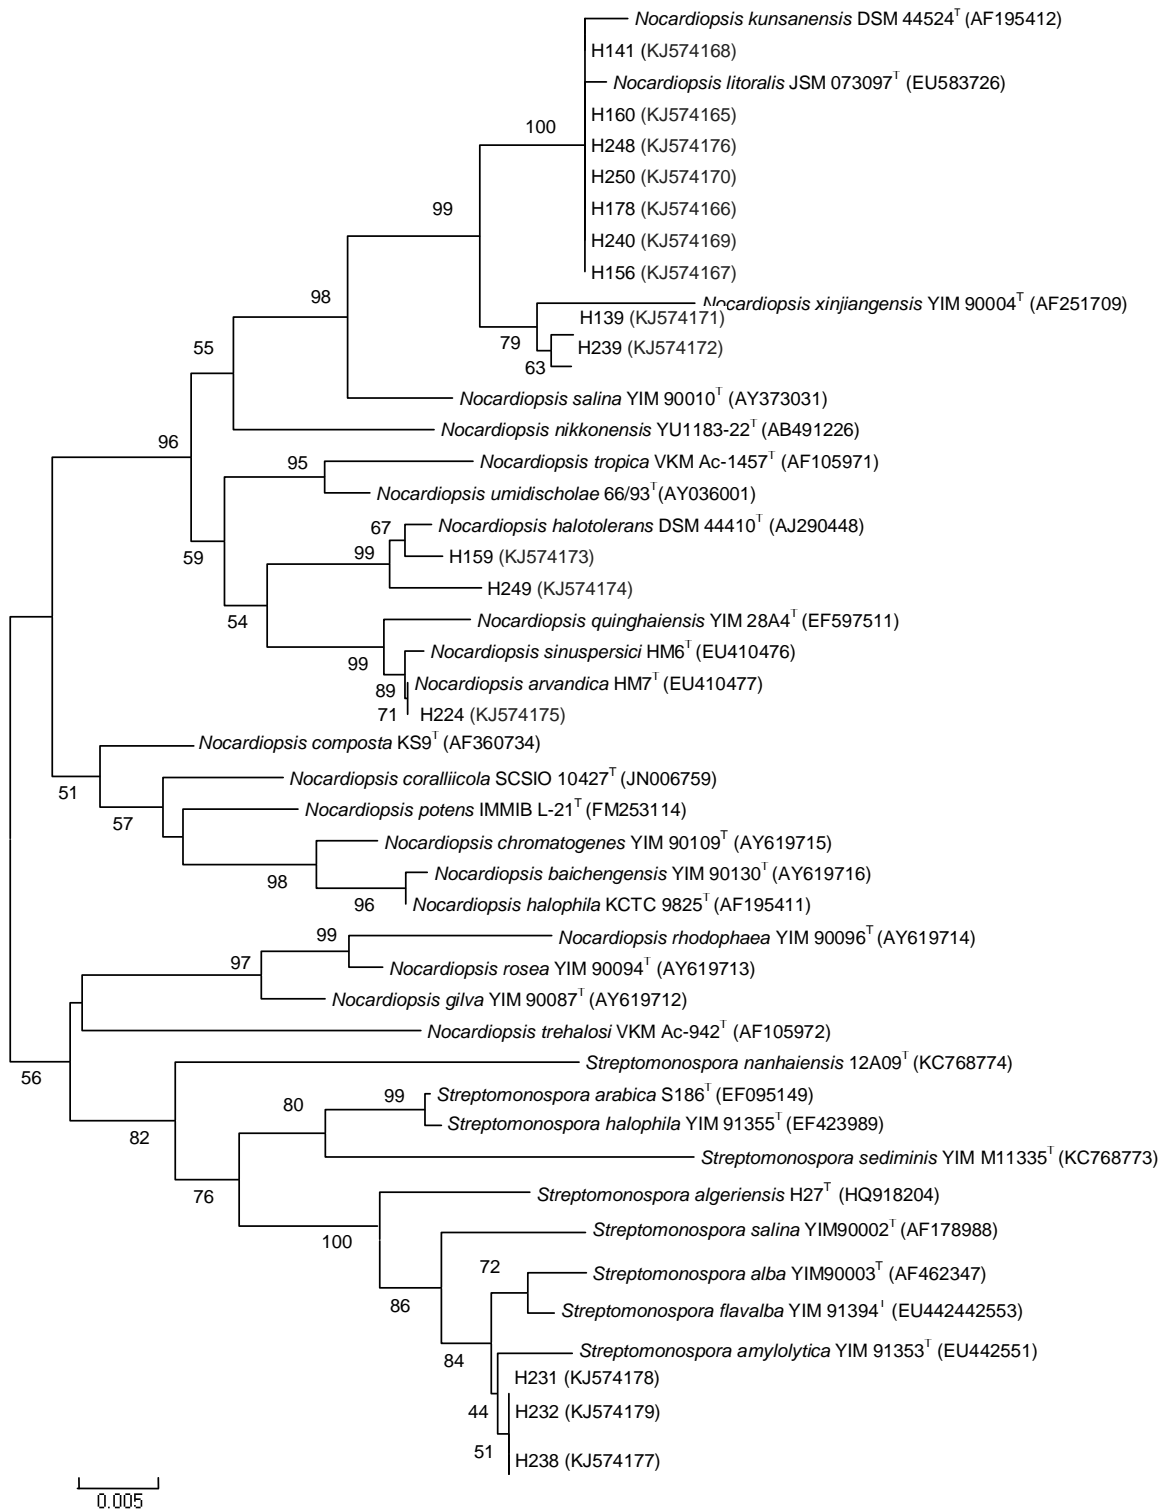 Nocardiopsis kunsanensis DSM 44524T (AF195412)
H141 (KJ574168)
Nocardiopsis litoralis JSM 073097T (EU583726)
H160 (KJ574165)
100
H248 (KJ574176)
H250 (KJ574170)
99
H178 (KJ574166)
H240 (KJ574169)
H156 (KJ574167)
98
Nocardiopsis xinjiangensis YIM 90004T (AF251709)
H139 (KJ574171)
79
55
H239 (KJ574172)
63
Nocardiopsis salina YIM 90010T (AY373031)
Nocardiopsis nikkonensis YU1183-22T (AB491226)
96
95
Nocardiopsis tropica VKM Ac-1457T (AF105971)
Nocardiopsis umidischolae 66/93T(AY036001)
67
Nocardiopsis halotolerans DSM 44410T (AJ290448)
59
99
H159 (KJ574173)
H249 (KJ574174)
54
Nocardiopsis quinghaiensis YIM 28A4T (EF597511)
Nocardiopsis sinuspersici HM6T (EU410476)
99
89
Nocardiopsis arvandica HM7T (EU410477)
71
H224 (KJ574175)
Nocardiopsis composta KS9T (AF360734)
Nocardiopsis coralliicola SCSIO 10427T (JN006759)
51
Nocardiopsis potens IMMIB L-21T (FM253114)
57
Nocardiopsis chromatogenes YIM 90109T (AY619715)
Nocardiopsis baichengensis YIM 90130T (AY619716)
98
96
Nocardiopsis halophila KCTC 9825T (AF195411)
99
Nocardiopsis rhodophaea YIM 90096T (AY619714)
97
Nocardiopsis rosea YIM 90094T (AY619713)
Nocardiopsis gilva YIM 90087T (AY619712)
Nocardiopsis trehalosi VKM Ac-942T (AF105972)
Streptomonospora nanhaiensis 12A09T (KC768774)
56
99
Streptomonospora arabica S186T (EF095149)
80
Streptomonospora halophila YIM 91355T (EF423989)
82
Streptomonospora sediminis YIM M11335T (KC768773)
76
Streptomonospora algeriensis H27T (HQ918204)
Streptomonospora salina YIM90002T (AF178988)
100
72
Streptomonospora alba YIM90003T (AF462347)
86
Streptomonospora flavalba YIM 91394T (EU442442553)
Streptomonospora amylolytica YIM 91353T (EU442551)
84
H231 (KJ574178)
44
H232 (KJ574179)
51
H238 (KJ574177)
0.005